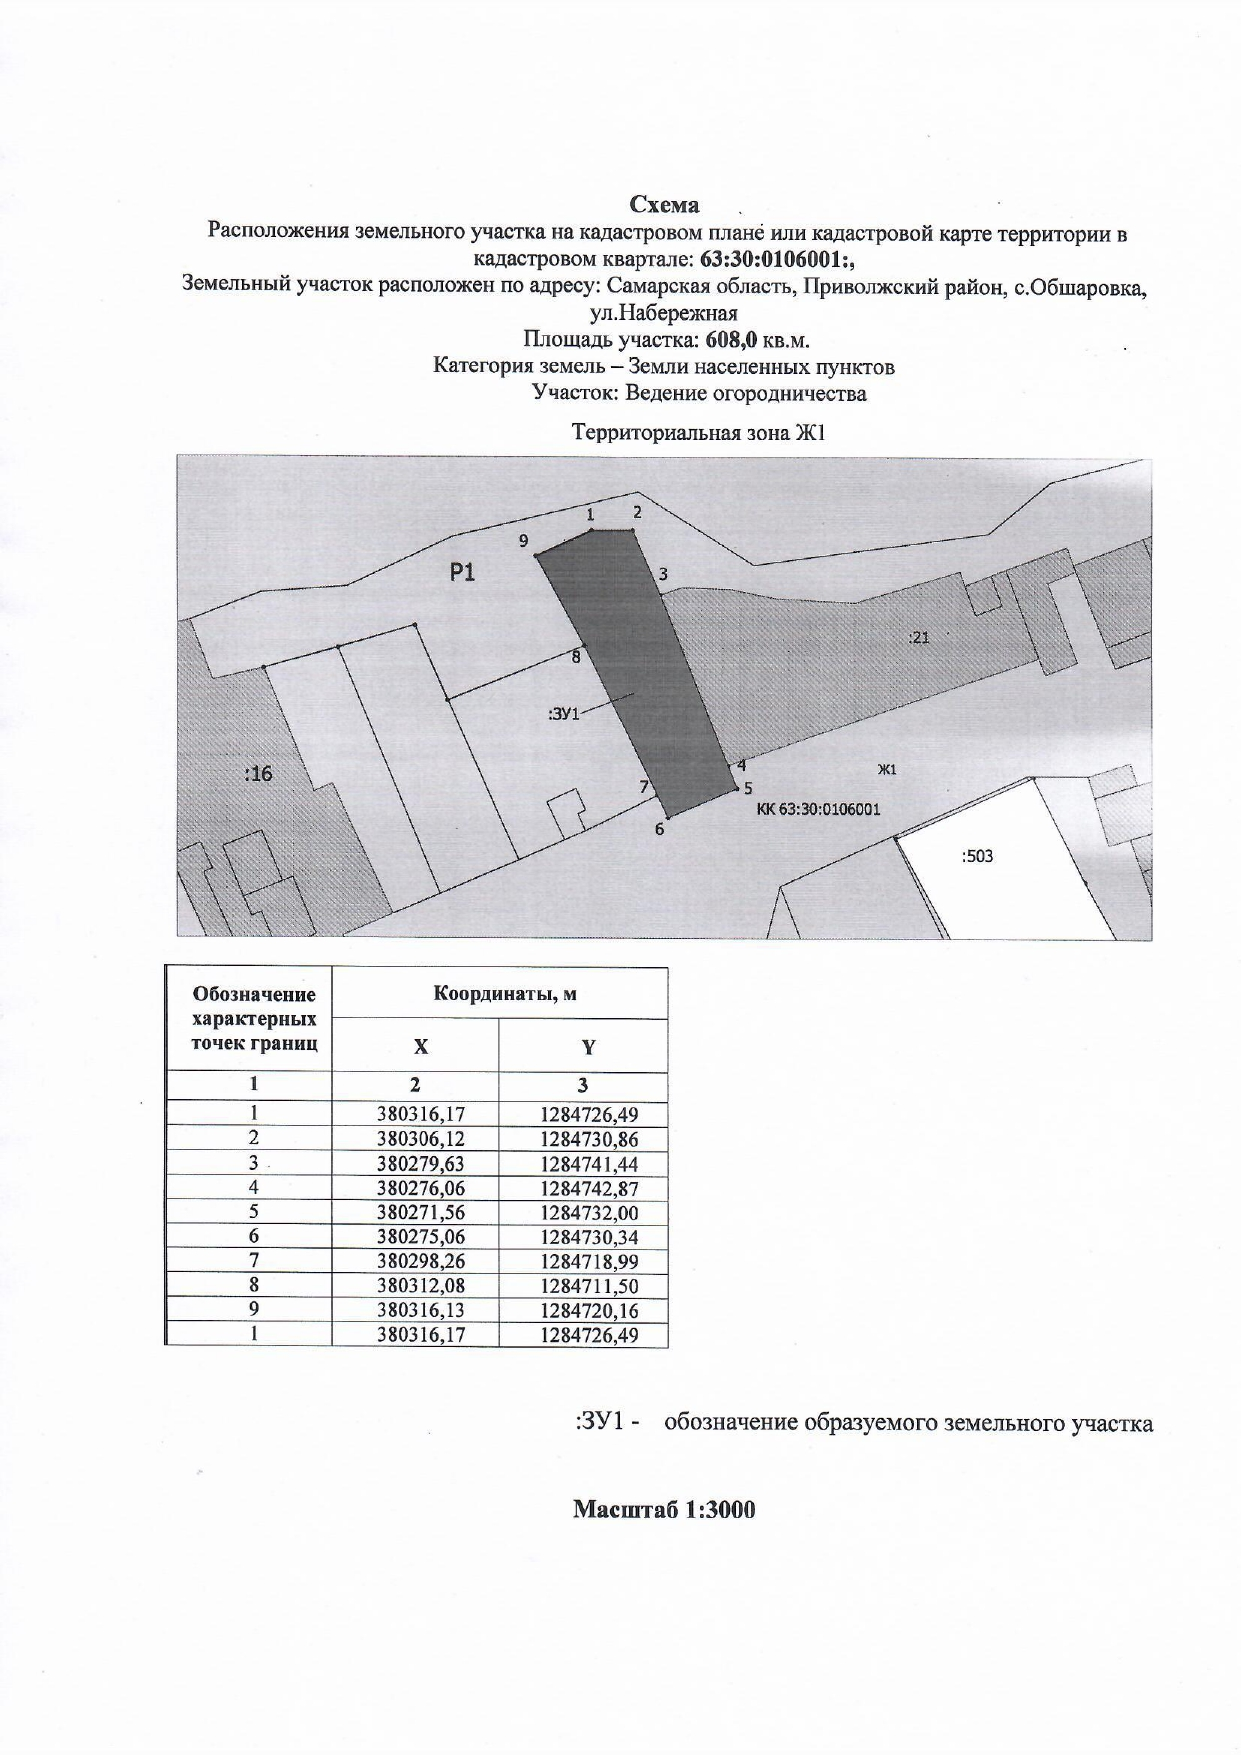 Схема
Расположения земельного участка на кадастровом плане или кадастровой карте территории в
кадастровом квартале: 63:30:0106001:,
Земельный участок расположен по адресу: Самарская область, Приволжский район, с.Обшаровка,
ул.Набережная
Площадь участка: 608,0 кв.м.
Категория земель – Земли населенных пунктов
Участок: Ведение огородничества
Территориальная зона Ж1
1 2
9
Р1
3
:21
8
:ЗУ1
:16
4
Ж1
7
5
КК 63:30:0106001
6
:503
Обозначение характерных точек границ Координаты, м
X Y
1 2 3
1 380316,17 1284726,49
2 380306,12 1284730,86
3 380279,63 1284741,44
4 380276,06 1284742,87
5 380271,56 1284732,00
6 380275,06 1284730,34
7 380298,26 1284718,99
8 380312,08 1284711,50
9 380316,13 1284720,16
1 380316,17 1284726,49
:ЗУ1 - обозначение образуемого земельного участка
Масштаб 1:3000